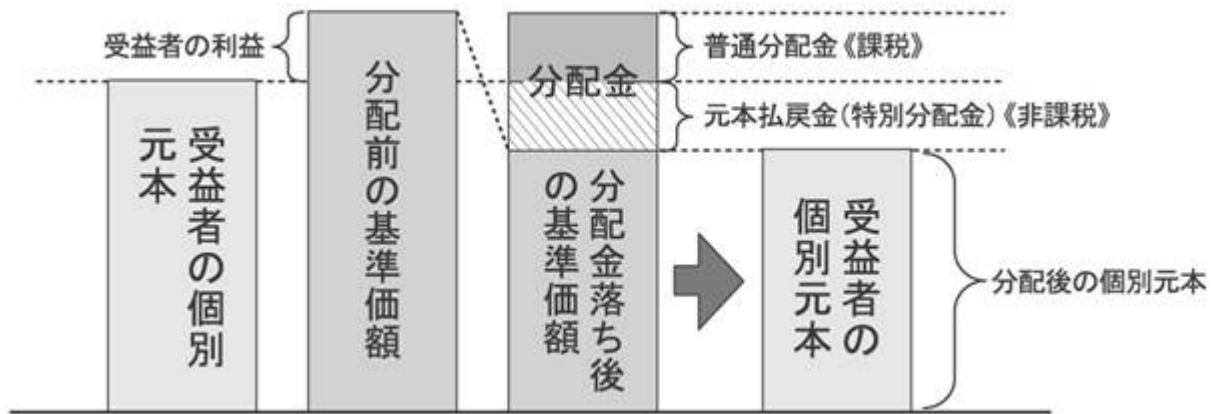 受益者の利益
受益者の個別
元本
分配前の基準価額
分配金
分配金落ち後
の基準価額
普通分配金《課税》
元本払戻金(特別分配金)《非課税》
受益者の
個別元本
分配後の個別元本